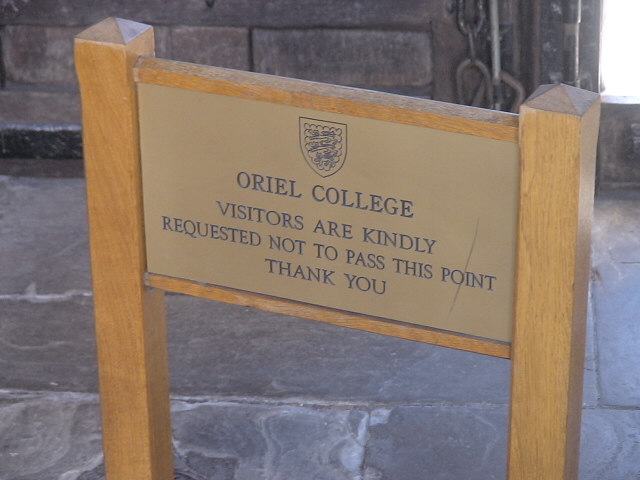 ORIEL COLLEGE
VISITORS ARE KINDLY
REQUESTED NOT TO PASS THIS POINT
THANK YOU